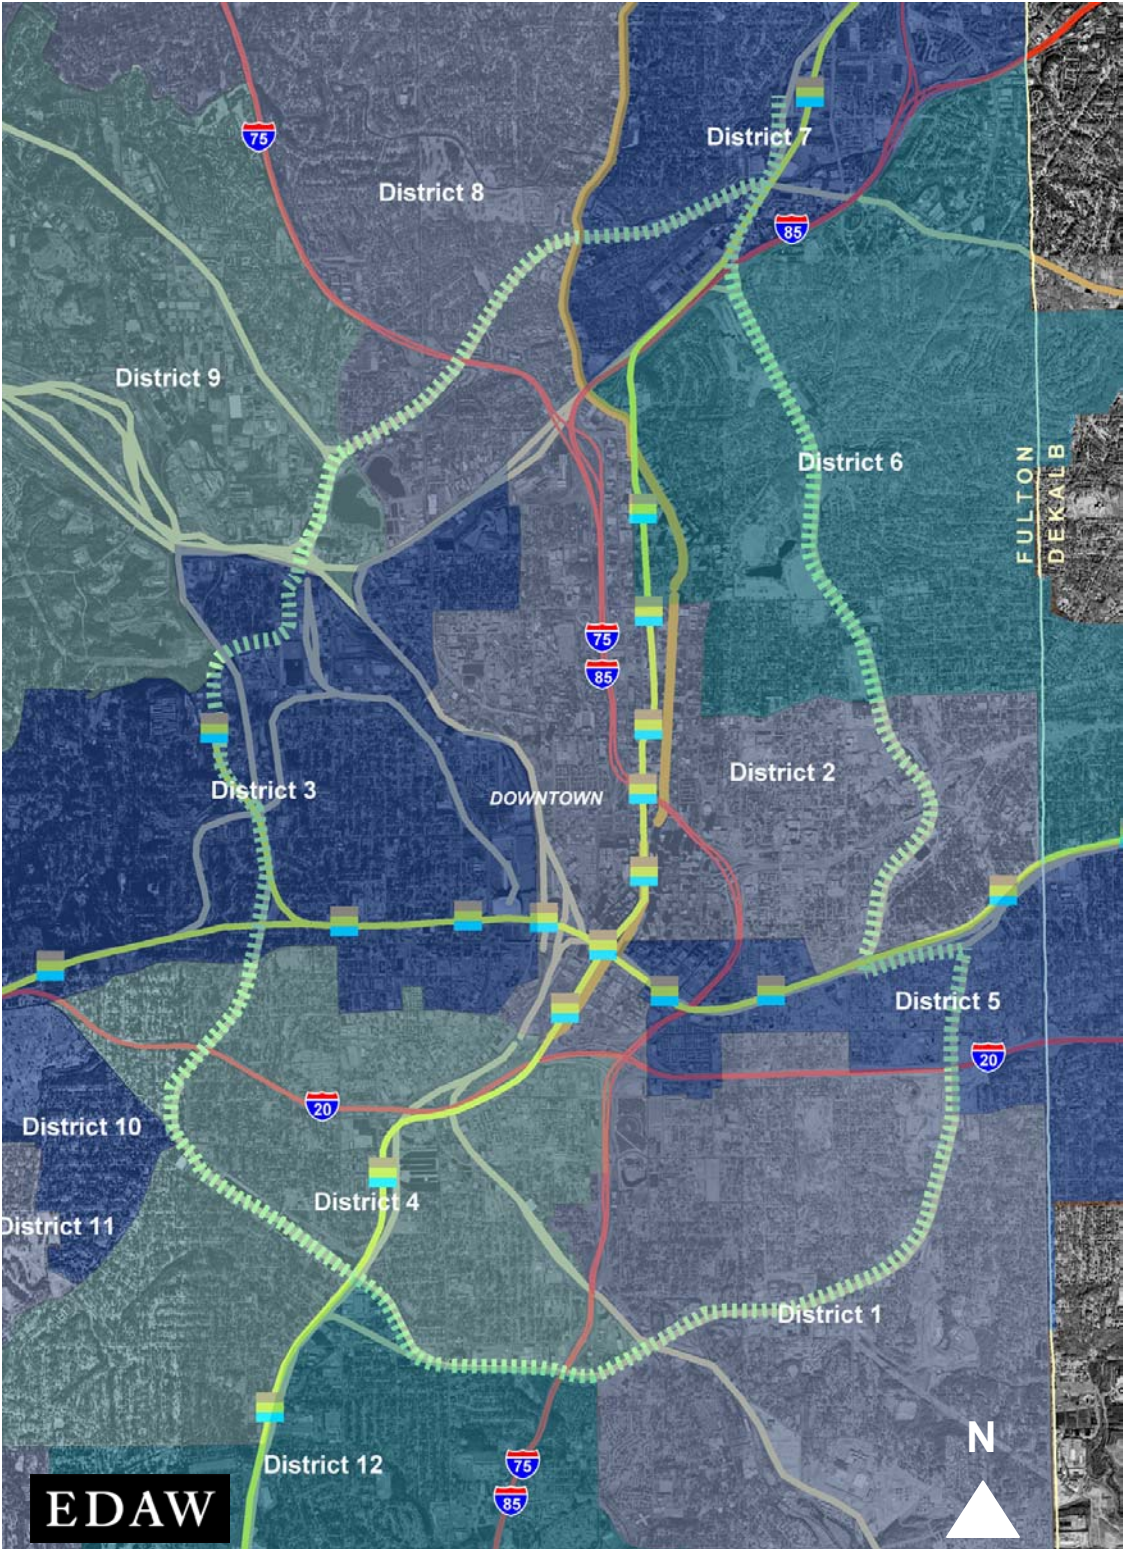 75
District 7
District 8
85
District 9
District 6
FULTON
DEKALB
75
85
District 2
District 3
DOWNTOWN
District 5
20
20
District 10
District 4
District 11
District 1
N
75
District 12
85
EDAW